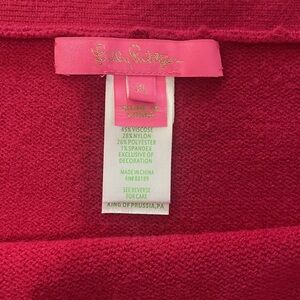 Lilly Pulitzer
XL
45% VISCOSE
28% NYLON
26% POLYESTER
1% SPANDEX
EXCLUSIVE OF
DECORATION
MADE IN CHINA
SEE REVERSE
FOR CARE
KING OF PRUSSIA, PA